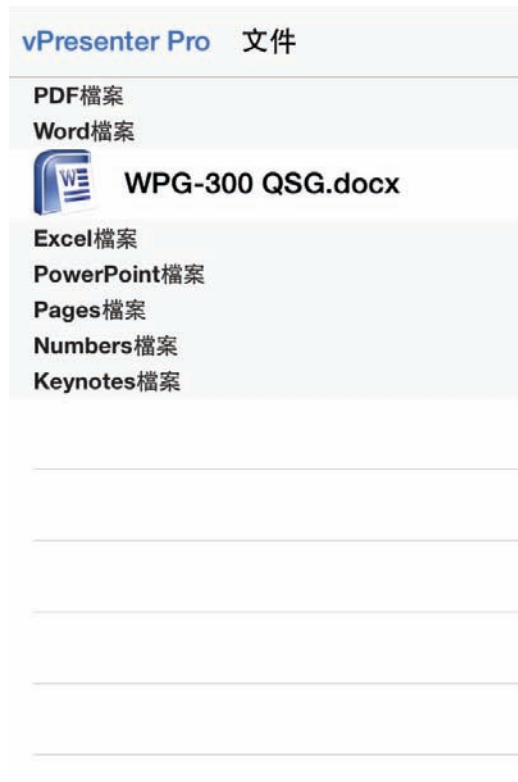 vPresenter Pro 文件
PDF檔案
Word檔案
WPG-300 QSG.docx
Excel檔案
PowerPoint檔案
Pages檔案
Numbers檔案
Keynotes檔案